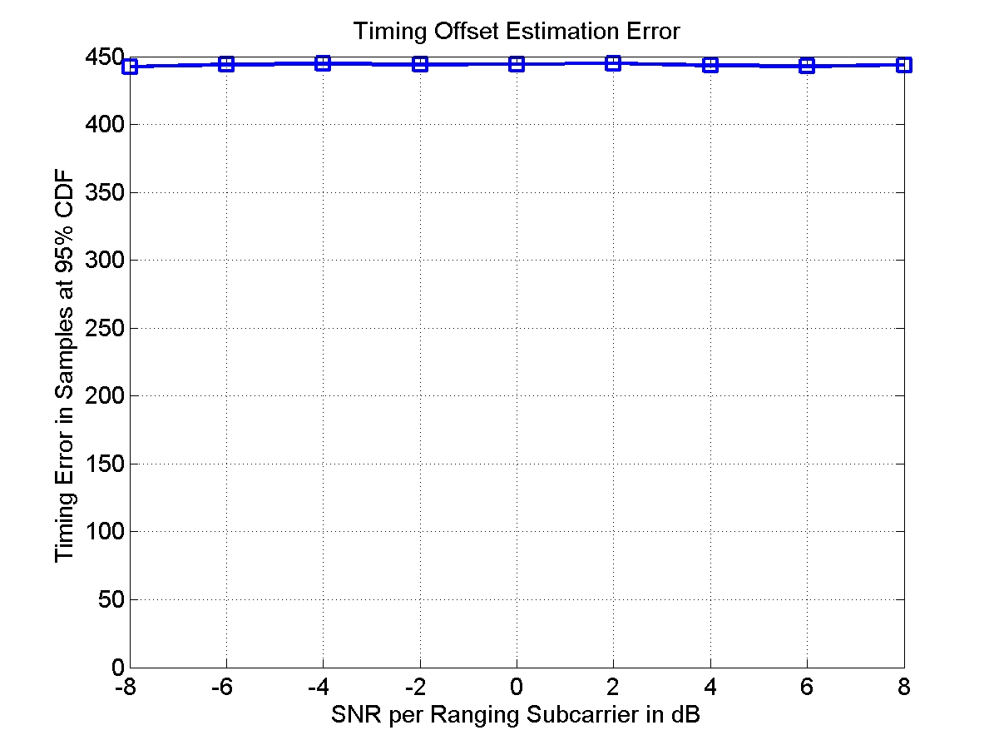 Timing Offset Estimation Error
450
400
350
300
250
200
150
100
50
0
Timing Error in Samples at 95% CDF
-8 -6 -4 -2 0 2 4 6 8
SNR per Ranging Subcarrier in dB